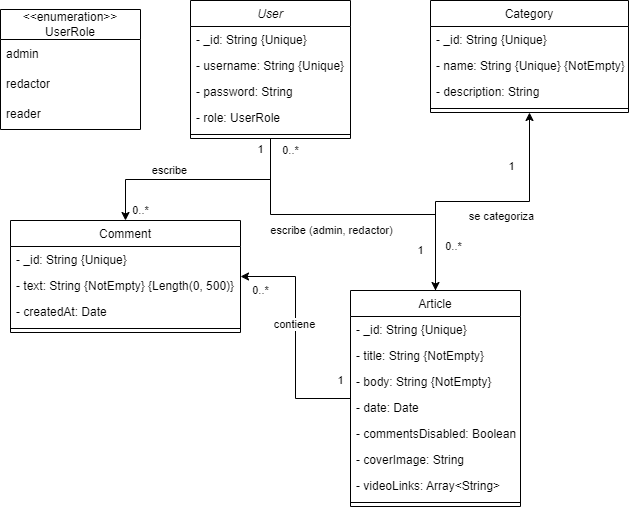 <<enumeration>>
UserRole
admin
redactor
reader
User
- _id: String {Unique}
- username: String {Unique}
- password: String
- role: UserRole
Category
- _id: String {Unique}
- name: String {Unique} {NotEmpty}
- description: String
1
0..*
escribe
0..*
1
se categoriza
escribe (admin, redactor)
1
0..*
Comment
- _id: String {Unique}
- text: String {NotEmpty} {Length(0, 500)}
- createdAt: Date
0..*
contiene
1
Article
- _id: String {Unique}
- title: String {NotEmpty}
- body: String {NotEmpty}
- date: Date
- commentsDisabled: Boolean
- coverImage: String
- videoLinks: Array<String>